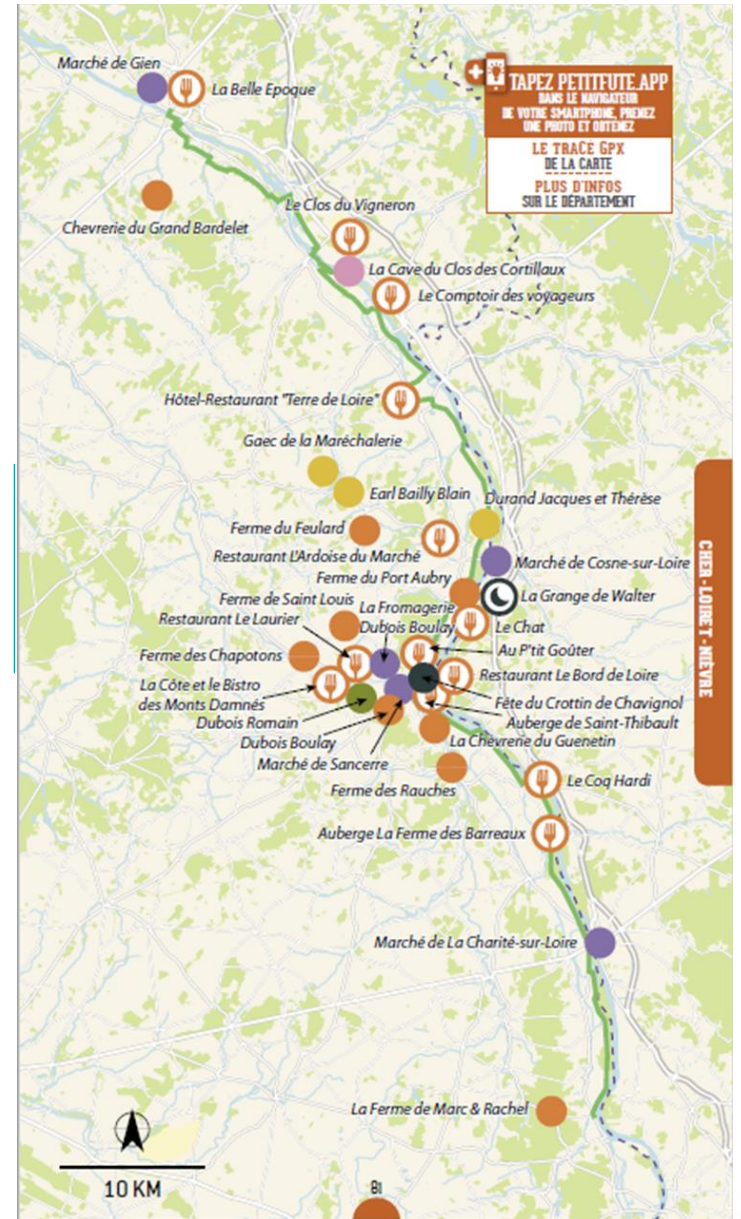 Marché de Gien
La Belle Epoque
TAPEZ PETITFUTE.APP
DANS LE NAVIGATEUR
DE VOTRE SMARTPHONE, PRENEZ
UNE PHOTO ET OBTENEZ
LE TRACÉ GPX
DE LA CARTE
PLUS D'INFOS
SUR LE DÉPARTEMENT
Chevrerie du Grand Bardelet
Le Clos du Vigneron
La Cave du Clos des Cortillaux
Le Comptoir des voyageurs
Hôtel-Restaurant "Terre de Loire"
Gaec de la Maréchalerie
Earl Bailly Blain
Durand Jacques et Thérèse
Ferme du Feulard
Restaurant L'Ardoise du Marché
Marché de Cosne-sur-Loire
Ferme du Port Aubry
La Grange de Walter
Ferme de Saint Louis
La Fromagerie
Dubois Boulay
Restaurant Le Laurier
Le Chat
Au P'tit Goûter
Ferme des Chapotons
Restaurant Le Bord de Loire
La Côte et le Bistro
des Monts Damnés
Fête du Crottin de Chavignol
Dubois Romain
Auberge de Saint-Thibault
Dubois Boulay
La Chèvrerie du Guenetin
Marché de Sancerre
Ferme des Rauches
Le Coq Hardi
Auberge La Ferme des Barreaux
Marché de La Charité-sur-Loire
La Ferme de Marc & Rachel
CHER - LOIRET - NIÈVRE
10 KM
81